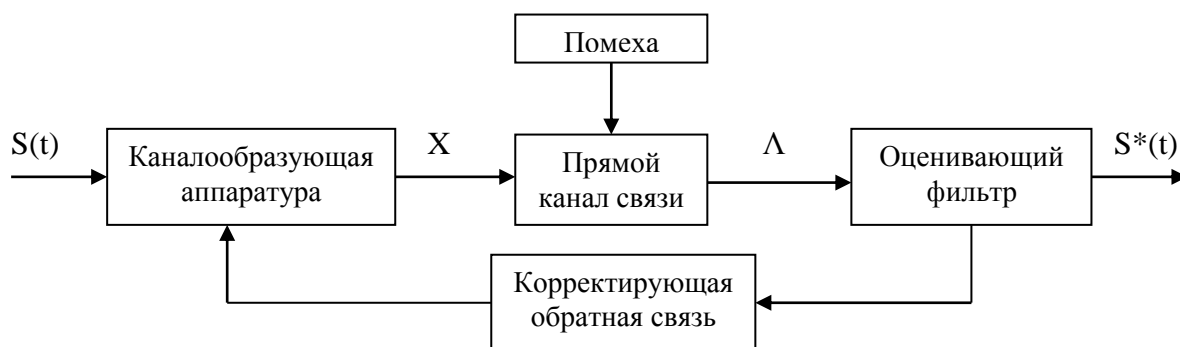 Помеха
S(t)
Каналообразующая
аппаратура
X
Прямой
канал связи
Λ
Оценивающий
фильтр
S*(t)
Корректирующая
обратная связь